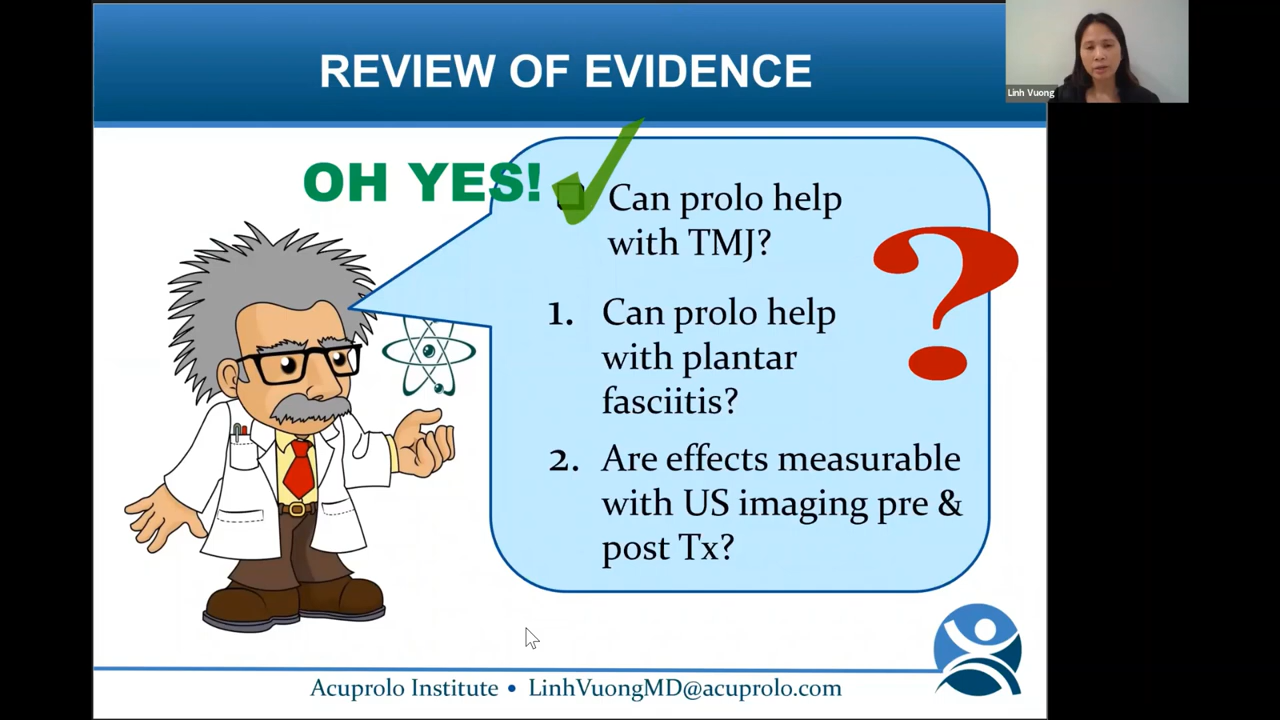 REVIEW OF EVIDENCE
Linh Vuong
OH YES!
Can prolo help
with TMJ?
?
1. Can prolo help
with plantar
fasciitis?
2. Are effects measurable
with US imaging pre &
post Tx?
Acuprolo Institute • LinhVuongMD@acuprolo.com